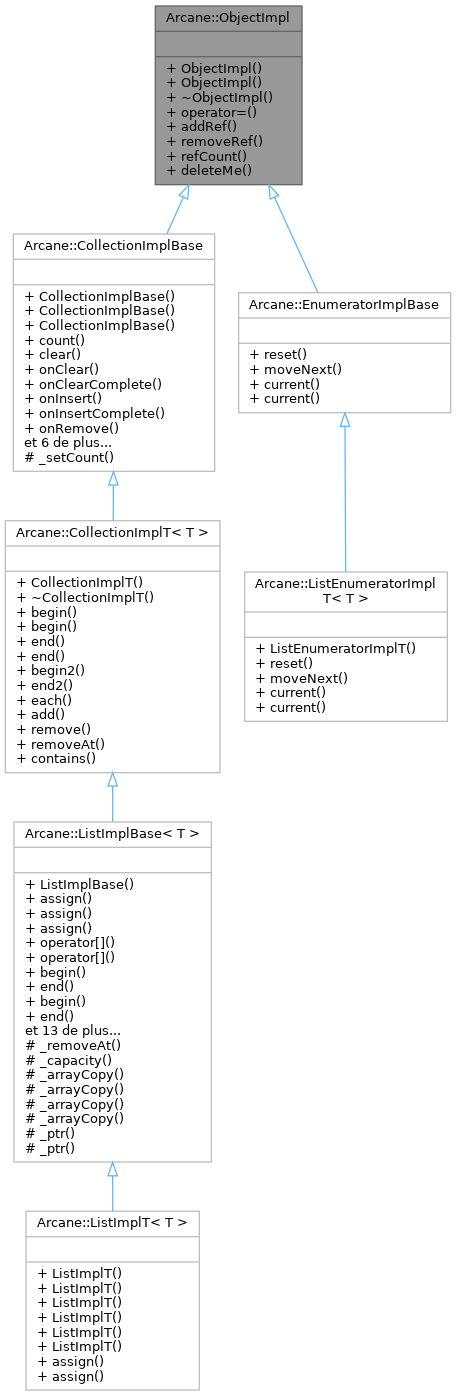 Arcane::ObjectImpl
+ ObjectImpl()
+ ObjectImpl()
+ ~ObjectImpl()
+ operator=()
+ addRef()
+ removeRef()
+ refCount()
+ deleteMe()
Arcane::CollectionImplBase
+ CollectionImplBase()
+ CollectionImplBase()
+ CollectionImplBase()
+ count()
+ clear()
+ onClear()
+ onClearComplete()
+ onInsert()
+ onInsertComplete()
+ onRemove()
et 6 de plus...
# _setCount()
Arcane::EnumeratorImplBase
+ reset()
+ moveNext()
+ current()
+ current()
Arcane::CollectionImplT< T >
+ CollectionImplT()
+ ~CollectionImplT()
+ begin()
+ begin()
+ end()
+ end()
+ begin2()
+ end2()
+ each()
+ add()
+ remove()
+ removeAt()
+ contains()
Arcane::ListEnumeratorImpl
T< T >
+ ListEnumeratorImplT()
+ reset()
+ moveNext()
+ current()
+ current()
Arcane::ListImplBase< T >
+ ListImplBase()
+ assign()
+ assign()
+ assign()
+ operator[]()
+ operator[]()
+ begin()
+ end()
+ begin()
+ end()
et 13 de plus...
# _removeAt()
# _capacity()
# _arrayCopy()
# _arrayCopy()
# _arrayCopy()
# _arrayCopy()
# _ptr()
# _ptr()
Arcane::ListImplT< T >
+ ListImplT()
+ ListImplT()
+ ListImplT()
+ ListImplT()
+ ListImplT()
+ ListImplT()
+ assign()
+ assign()